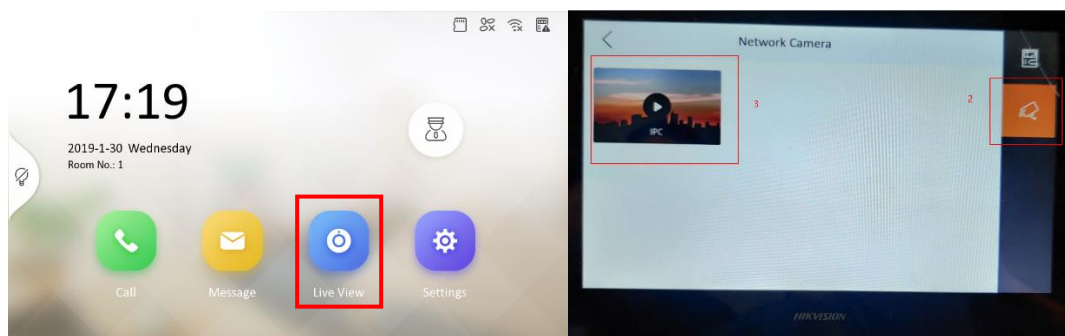 17:19
2019-1-30 Wednesday
Room No.: 1
Call
Message
Live View
Settings
Network Camera
IPC
3
2
HIKVISION